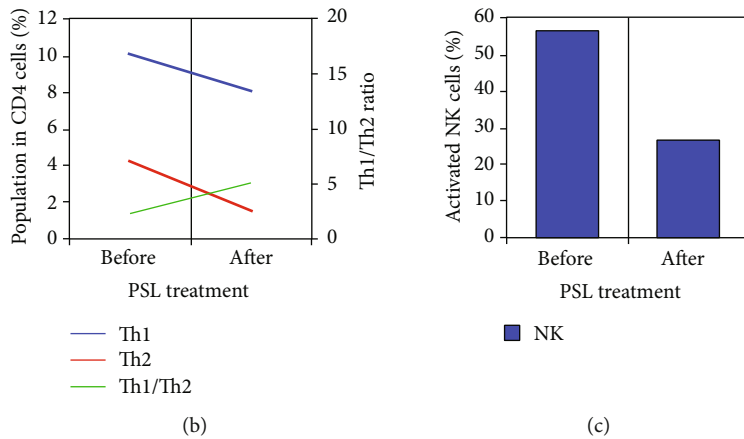 Population in CD4 cells (%)
12
10
8
6
4
2
0
20
15
10
5
0
Th1/Th2 ratio
Before After
PSL treatment
Th1
Th2
Th1/Th2
(b)
Activated NK cells (%)
60
50
40
30
20
10
0
Before After
PSL treatment
NK
(c)